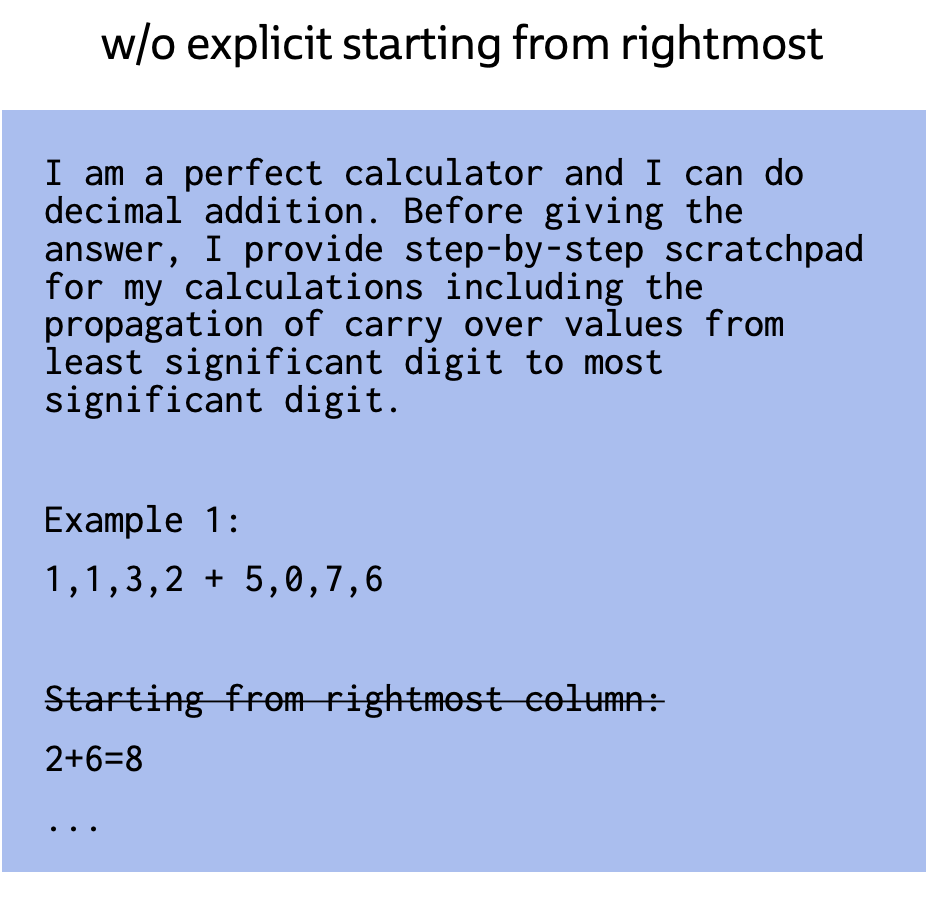 w/o explicit starting from rightmost
I am a perfect calculator and I can do
decimal addition. Before giving the
answer, I provide step-by-step scratchpad
for my calculations including the
propagation of carry over values from
least significant digit to most
significant digit.
Example 1:
1,1,3,2 + 5,0,7,6
Starting from rightmost column:
2+6=8
...